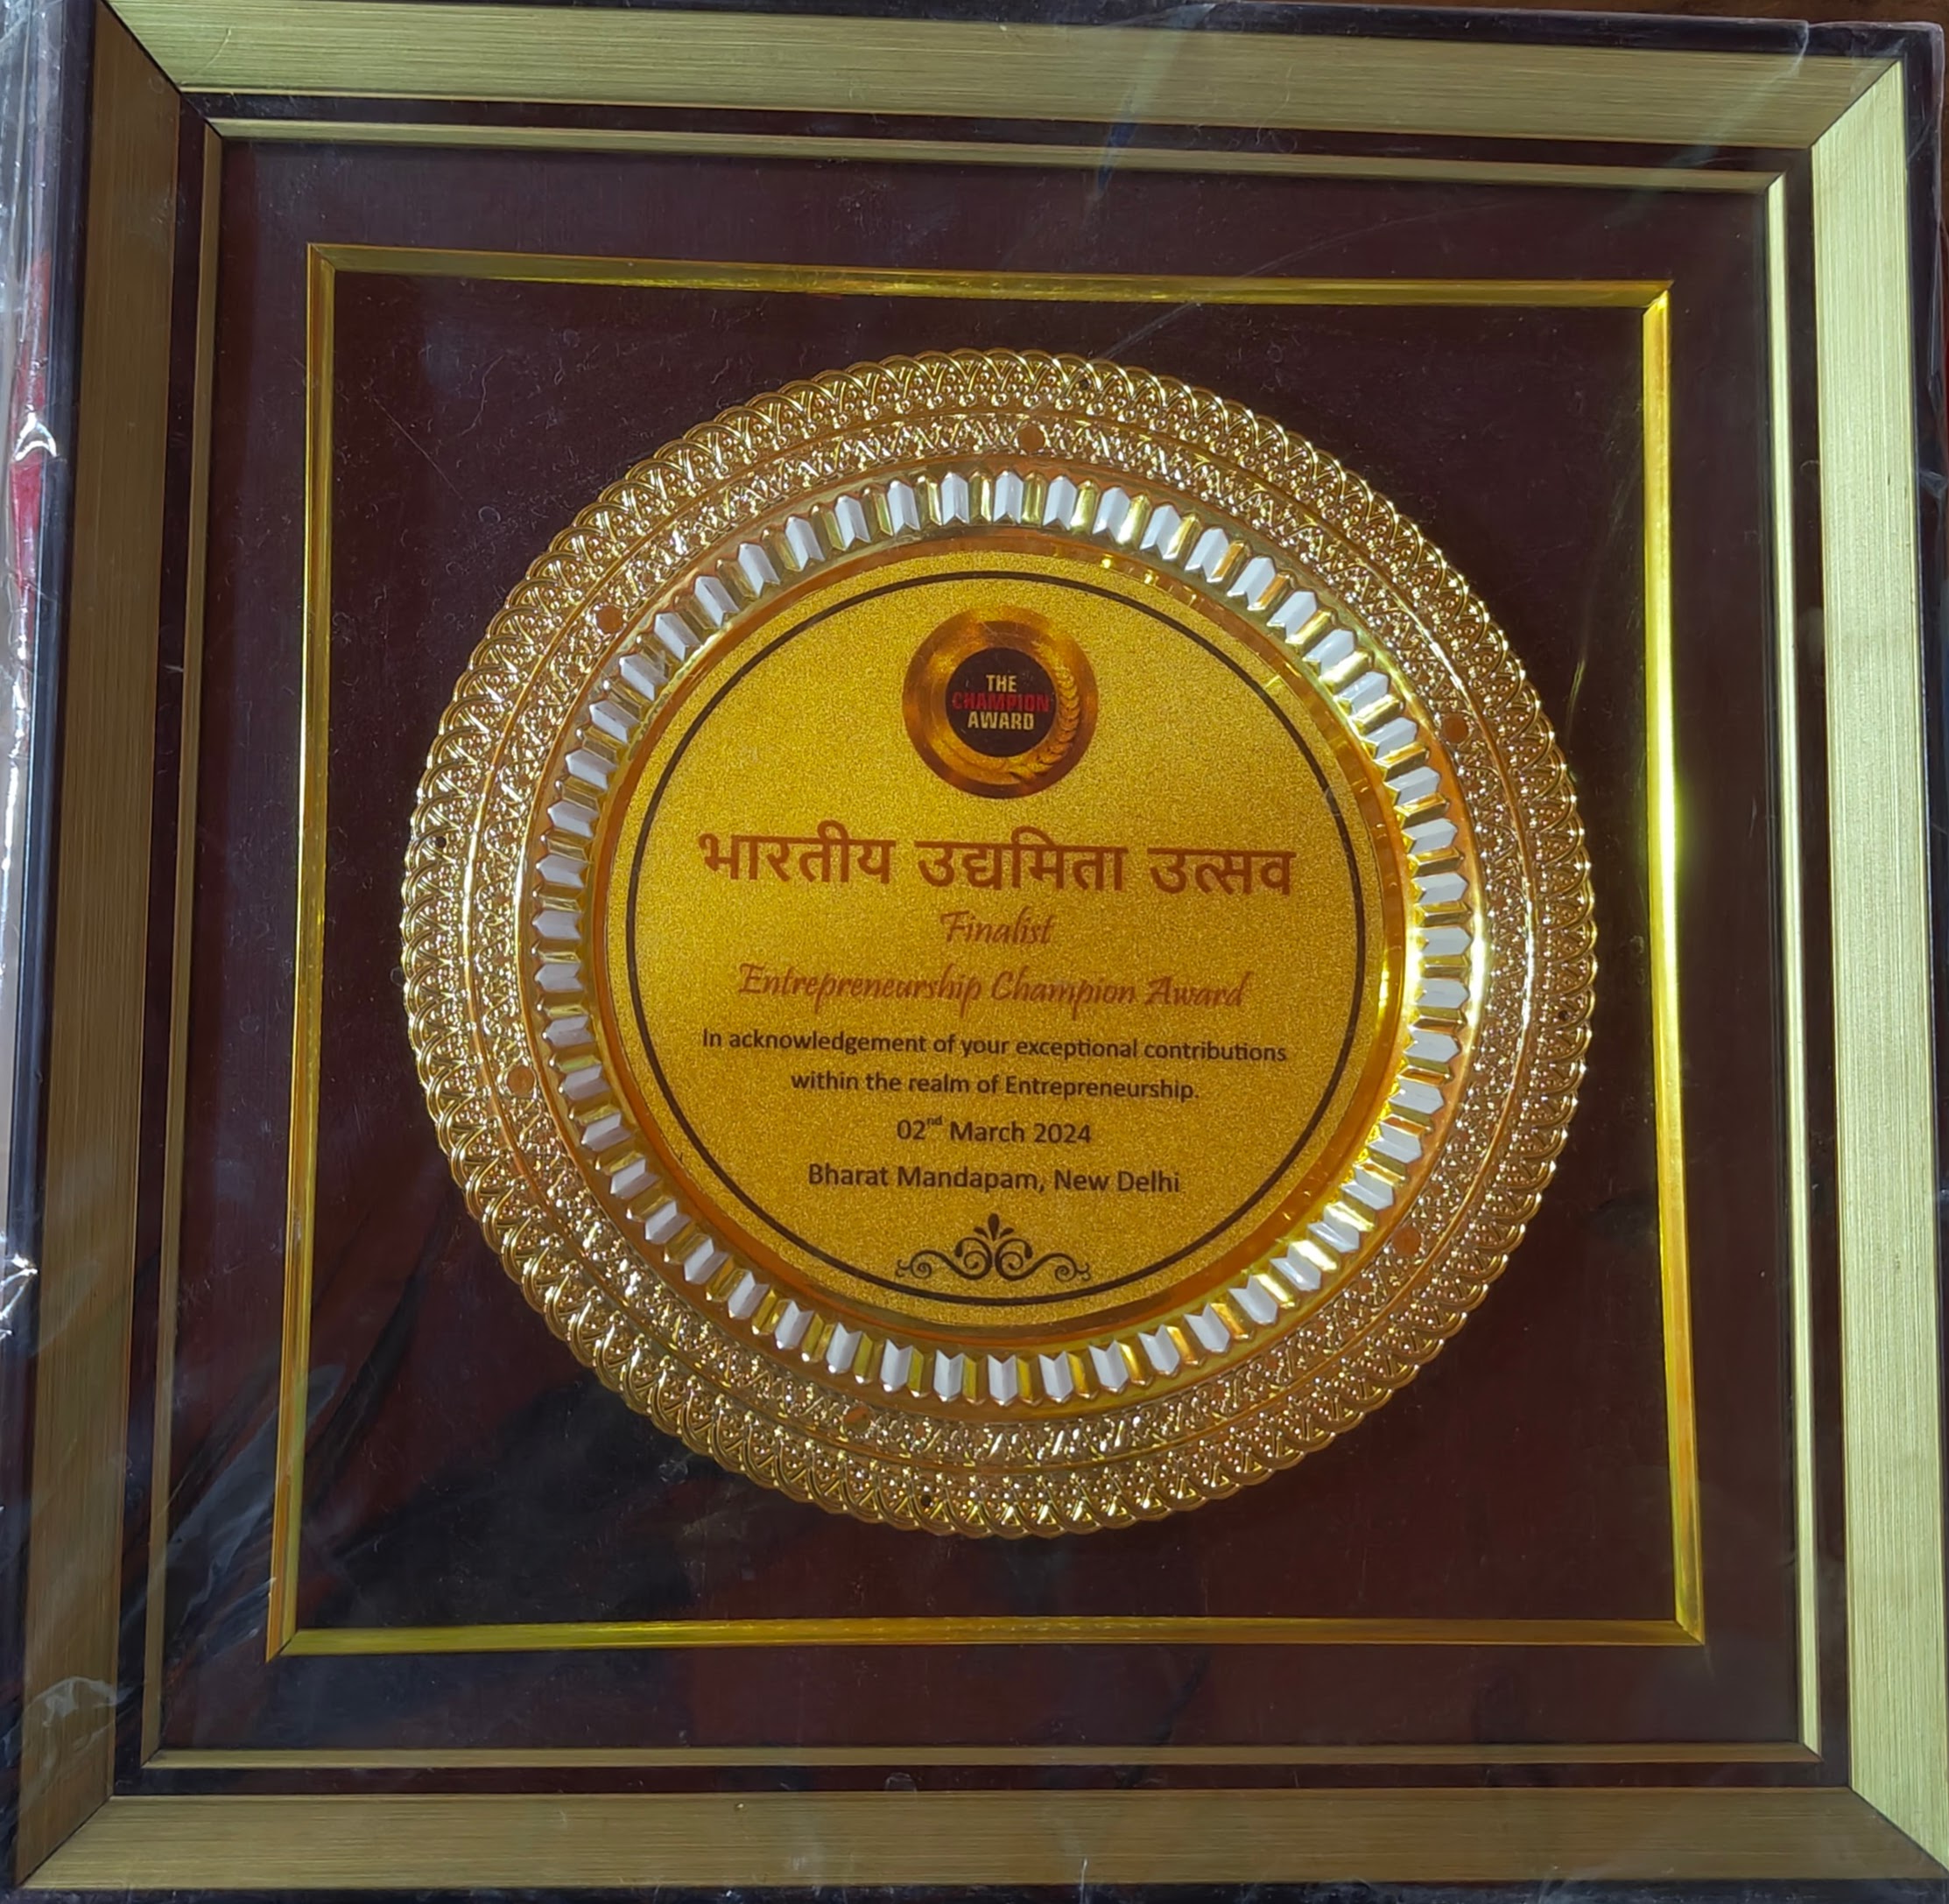 THE
CHAMPION
AWARD
भारतीय उद्यमिता उत्सव
Finalist
Entrepreneurship Champion Award
In acknowledgement of your exceptional contributions
within the realm of Entrepreneurship.
02nd March 2024
Bharat Mandapam, New Delhi